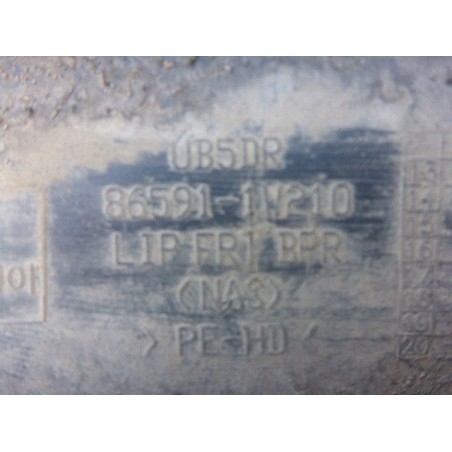 UB5DR
86591-1W210
LIP FRT BPR
(NAS)
> PE-HD <